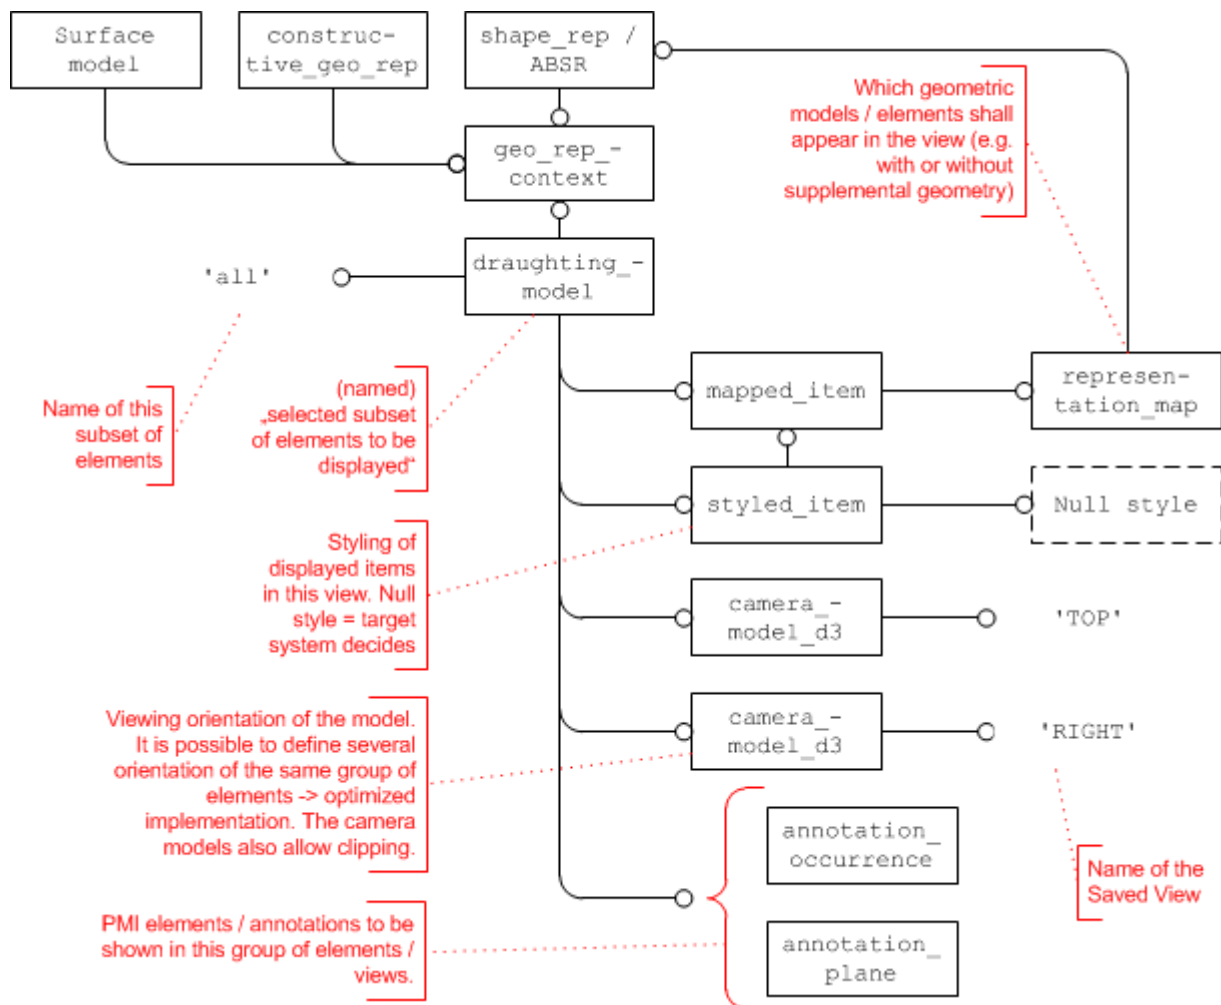 Surface
model
construc-
tive_geo_rep
shape_rep /
ABSR
Which geometric
models / elements shall
appear in the view (e.g.
with or without
supplemental geometry)
geo_rep_-
context
'all'
draughting_-
model
Name of this
subset of
elements
(named)
„selected subset
of elements to be
displayed“
mapped_item
represen-
tation_map
styled_item
Null style
Styling of
displayed items
in this view. Null
style = target
system decides
camera_-
model_d3
'TOP'
Viewing orientation of the model.
It is possible to define several
orientation of the same group of
elements -> optimized
implementation. The camera
models also allow clipping.
camera_-
model_d3
'RIGHT'
annotation_
occurrence
Name of the
Saved View
PMI elements / annotations to be
shown in this group of elements /
views.
annotation_
plane